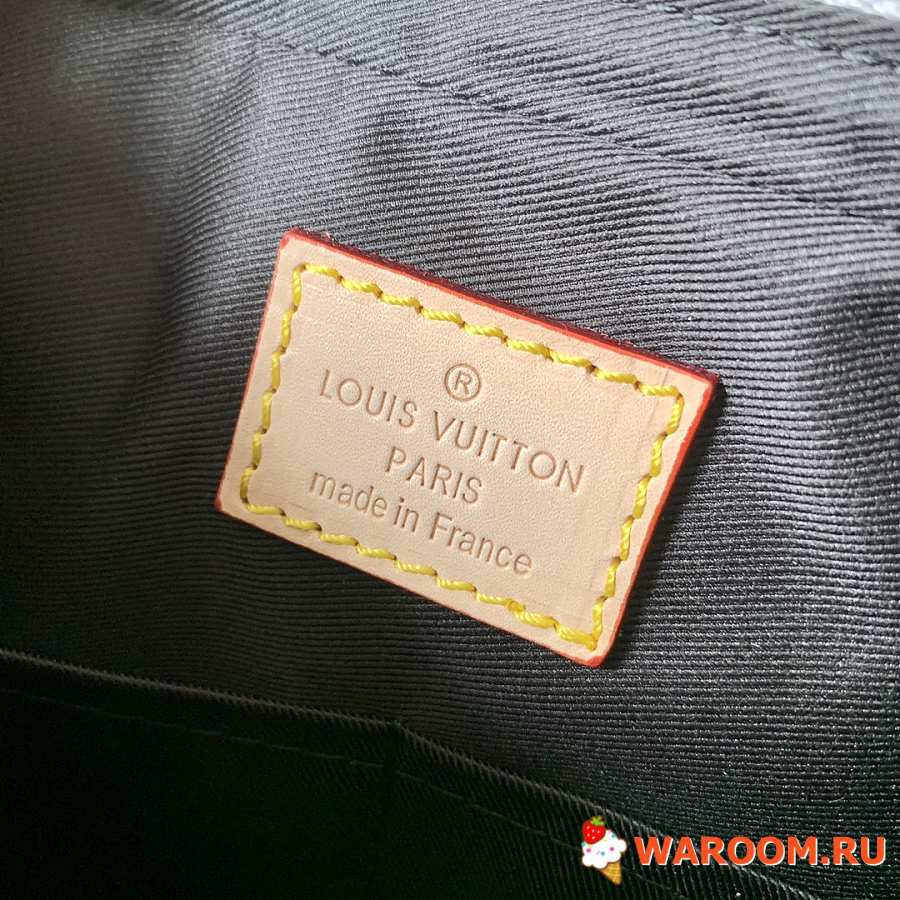 ®
LOUIS VUITTON
PARIS
made in France
WAROOM.RU